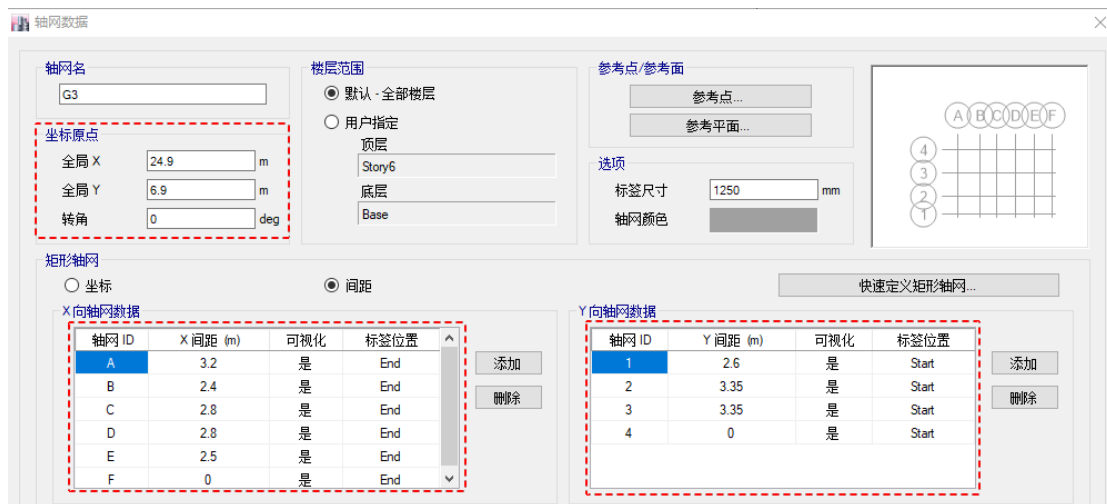 轴网数据
轴网名
G3
坐标原点
全局 X 24.9 m
全局 Y 6.9 m
转角 0 deg
楼层范围
默认 - 全部楼层
用户指定
顶层
Story6
底层
Base
参考点/参考面
参考点...
参考平面...
选项
标签尺寸 1250 mm
轴网颜色
A B C D E F
4
3
2
1
矩形轴网
坐标 间距 快速定义矩形轴网...
X 向轴网数据
轴网 ID X 间距 (m) 可视化 标签位置
A 3.2 是 End
B 2.4 是 End
C 2.8 是 End
D 2.8 是 End
E 2.5 是 End
F 0 是 End
添加
删除
Y 向轴网数据
轴网 ID Y 间距 (m) 可视化 标签位置
1 2.6 是 Start
2 3.35 是 Start
3 3.35 是 Start
4 0 是 Start
添加
删除